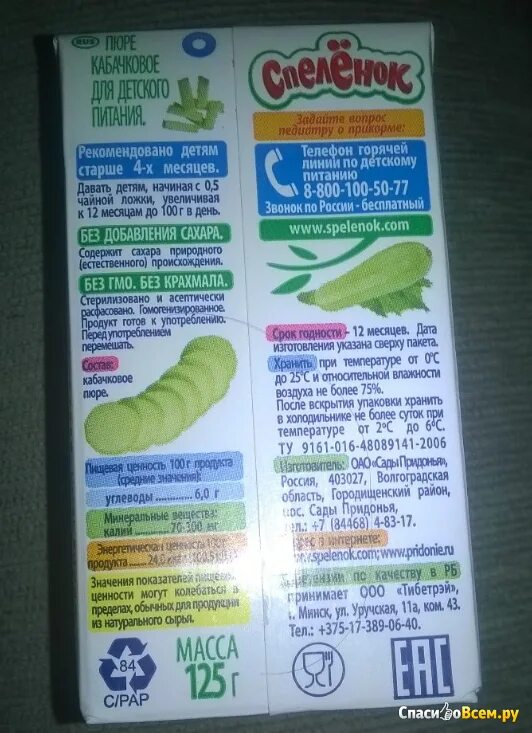 RUS
ПЮРЕ
КАБАЧКОВОЕ
ДЛЯ ДЕТСКОГО
ПИТАНИЯ.
Рекомендовано детям
старше 4-х месяцев.
Давать детям, начиная с 0,5
чайной ложки, увеличивая
к 12 месяцам до 100 г в день.
БЕЗ ДОБАВЛЕНИЯ САХАРА.
Содержит сахара природного
(естественного) происхождения.
БЕЗ ГМО. БЕЗ КРАХМАЛА.
Стерилизовано и асептически
расфасовано. Гомогенизированное.
Продукт готов к употреблению.
Перед употреблением
перемешать.
Состав:
кабачковое
пюре.
Пищевая ценность 100 г продукта
(средние значения):
углеводы 6,0 г
Минеральные вещества:
калий 70-300 мг
Энергетическая ценность 100 г
продукта
Значения показателей пищевой
ценности могут колебаться в
пределах, обычных для продукции
из натурального сырья.
84
C/PAP
МАССА
125 г
Спелёнок
Задайте вопрос
педиатру о прикорме:
Телефон горячей
линии по детскому
питанию
8-800-100-50-77
Звонок по России - бесплатный
www.spelenok.com
Срок годности - 12 месяцев. Дата
изготовления указана сверху пакета.
Хранить при температуре от 0°С
до 25°С и относительной влажности
воздуха не более 75%.
После вскрытия упаковки хранить
в холодильнике не более суток при
температуре от 2°С до 6°С.
ТУ 9161-016-48089141-2006
Изготовитель: ОАО «Сады Придонья»,
Россия, 403027, Волгоградская
область, Городищенский район,
пос. Сады Придонья,
тел.: +7 (84468) 4-83-17.
в интернете:
spelenok.com; www.pridonie.ru
по качеству в РБ
принимает ООО «Тибетрэй»,
г. Минск, ул. Уручская, 11а, ком. 43.
Тел.: +375-17-389-06-40.
EAC
СпасибоВсем.ру